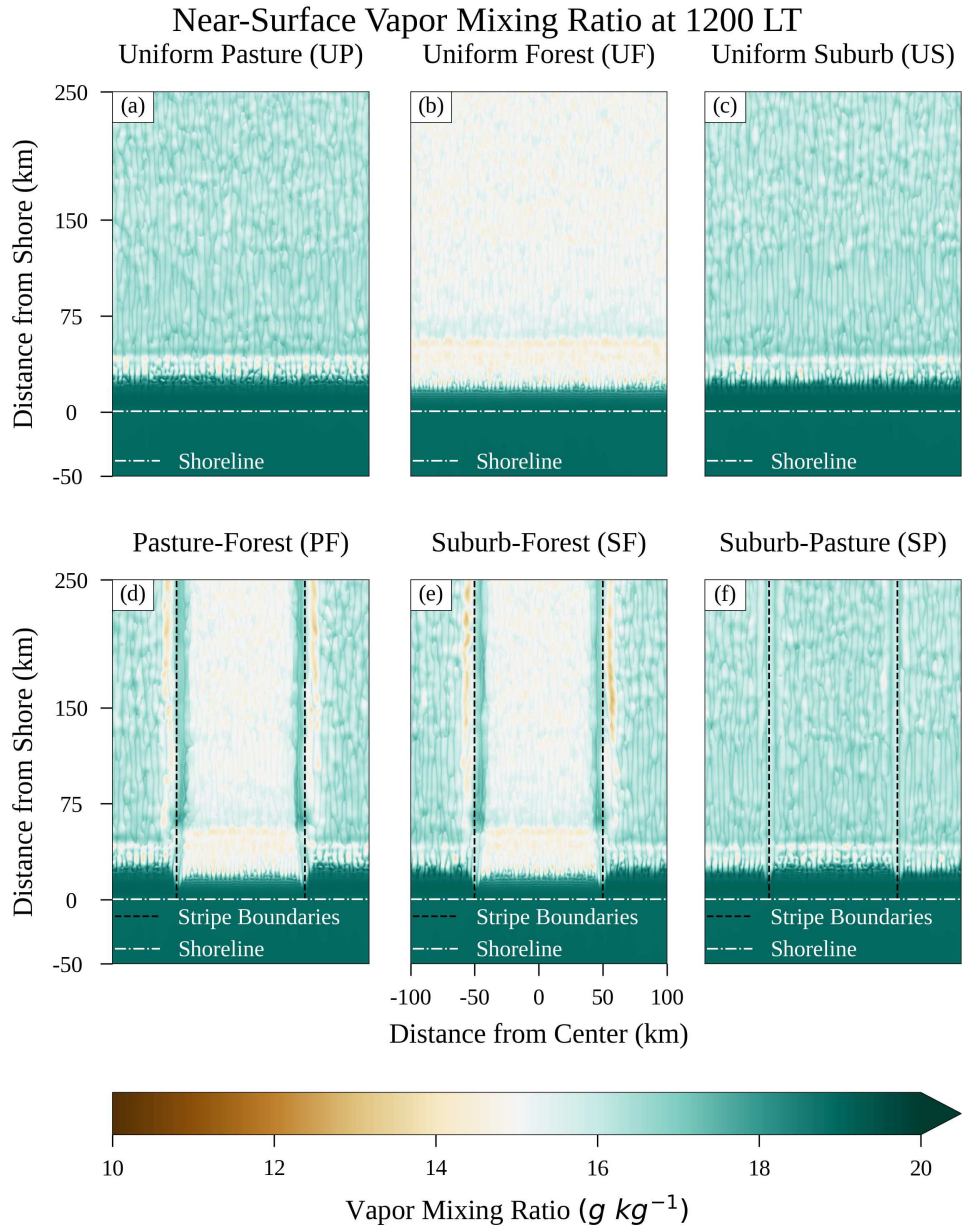 Near-Surface Vapor Mixing Ratio at 1200 LT
Uniform Pasture (UP)
Uniform Forest (UF)
Uniform Suburb (US)
Distance from Shore (km)
250
150
75
0
-50
(a)
Shoreline
(b)
Shoreline
(c)
Shoreline
Pasture-Forest (PF)
Suburb-Forest (SF)
Suburb-Pasture (SP)
Distance from Shore (km)
250
150
75
0
-50
(d)
Stripe Boundaries
Shoreline
(e)
Stripe Boundaries
Shoreline
(f)
Stripe Boundaries
Shoreline
-100 -50 0 50 100
Distance from Center (km)
10 12 14 16 18 20
Vapor Mixing Ratio (g kg⁻¹)